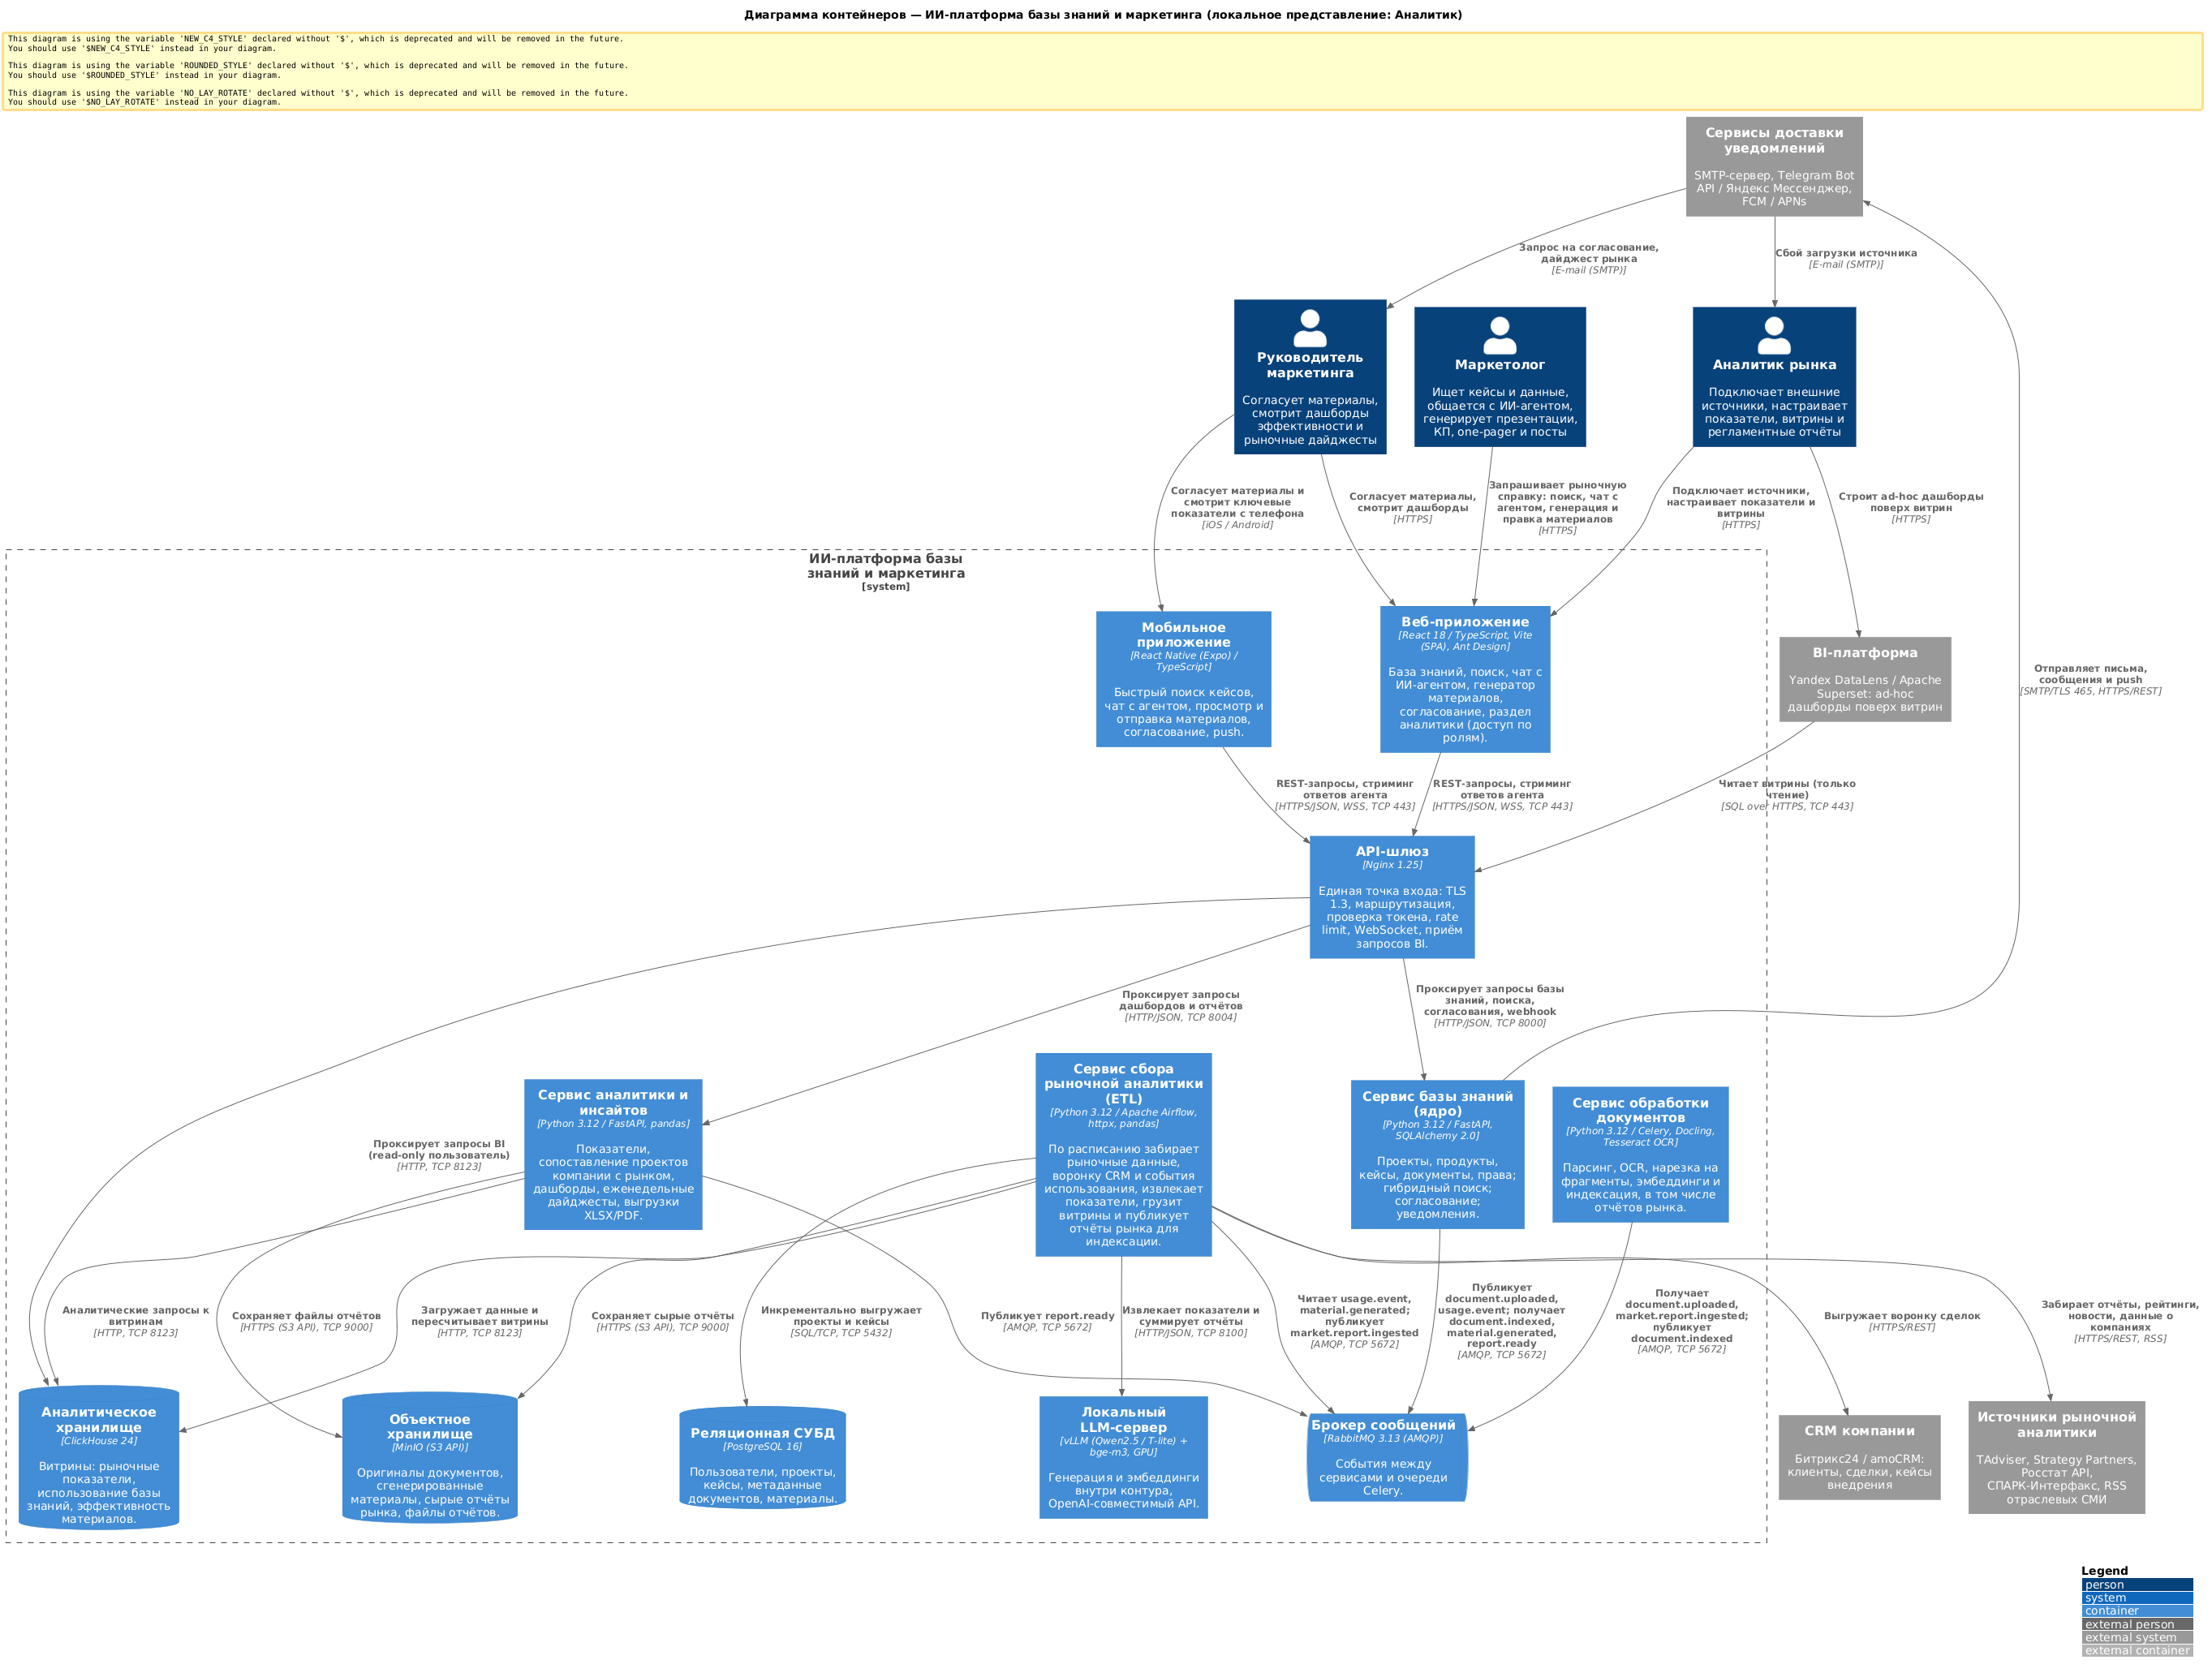 Диаграмма контейнеров — ИИ-платформа базы знаний и маркетинга (локальное представление: Аналитик)
This diagram is using the variable 'NEW_C4_STYLE' declared without '$', which is deprecated and will be removed in the future.
You should use '$NEW_C4_STYLE' instead in your diagram.
This diagram is using the variable 'ROUNDED_STYLE' declared without '$', which is deprecated and will be removed in the future.
You should use '$ROUNDED_STYLE' instead in your diagram.
This diagram is using the variable 'NO_LAY_ROTATE' declared without '$', which is deprecated and will be removed in the future.
You should use '$NO_LAY_ROTATE' instead in your diagram.
Сервисы доставки
уведомлений
SMTP-сервер, Telegram Bot
API / Яндекс Мессенджер,
FCM / APNs
Запрос на согласование,
дайджест рынка
[E-mail (SMTP)]
Сбой загрузки источника
[E-mail (SMTP)]
Руководитель
маркетинга
Согласует материалы,
смотрит дашборды
эффективности и
рыночные дайджесты
Маркетолог
Ищет кейсы и данные,
общается с ИИ-агентом,
генерирует презентации,
КП, one-pager и посты
Аналитик рынка
Подключает внешние
источники, настраивает
показатели, витрины и
регламентные отчёты
Согласует материалы и
смотрит ключевые
показатели с телефона
[iOS / Android]
Согласует материалы,
смотрит дашборды
[HTTPS]
Запрашивает рыночную
справку: поиск, чат с
агентом, генерация и
правка материалов
[HTTPS]
Подключает источники,
настраивает показатели и
витрины
[HTTPS]
Строит ad-hoc дашборды
поверх витрин
[HTTPS]
ИИ-платформа базы
знаний и маркетинга
[system]
Мобильное
приложение
[React Native (Expo) /
TypeScript]
Быстрый поиск кейсов,
чат с агентом, просмотр и
отправка материалов,
согласование, push.
Веб-приложение
[React 18 / TypeScript, Vite
(SPA), Ant Design]
База знаний, поиск, чат с
ИИ-агентом, генератор
материалов,
согласование, раздел
аналитики (доступ по
ролям).
BI-платформа
Yandex DataLens / Apache
Superset: ad-hoc
дашборды поверх витрин
Отправляет письма,
сообщения и push
[SMTP/TLS 465, HTTPS/REST]
REST-запросы, стриминг
ответов агента
[HTTPS/JSON, WSS, TCP 443]
REST-запросы, стриминг
ответов агента
[HTTPS/JSON, WSS, TCP 443]
Читает витрины (только
чтение)
[SQL over HTTPS, TCP 443]
API-шлюз
[Nginx 1.25]
Единая точка входа: TLS
1.3, маршрутизация,
проверка токена, rate
limit, WebSocket, приём
запросов BI.
Проксирует запросы
дашбордов и отчётов
[HTTP/JSON, TCP 8004]
Проксирует запросы базы
знаний, поиска,
согласования, webhook
[HTTP/JSON, TCP 8000]
Проксирует запросы BI
(read-only пользователь)
[HTTP, TCP 8123]
Сервис аналитики и
инсайтов
[Python 3.12 / FastAPI, pandas]
Показатели,
сопоставление проектов
компании с рынком,
дашборды, еженедельные
дайджесты, выгрузки
XLSX/PDF.
Сервис сбора
рыночной аналитики
(ETL)
[Python 3.12 / Apache Airflow,
httpx, pandas]
По расписанию забирает
рыночные данные,
воронку CRM и события
использования, извлекает
показатели, грузит
витрины и публикует
отчёты рынка для
индексации.
Сервис базы знаний
(ядро)
[Python 3.12 / FastAPI,
SQLAlchemy 2.0]
Проекты, продукты,
кейсы, документы, права;
гибридный поиск;
согласование;
уведомления.
Сервис обработки
документов
[Python 3.12 / Celery, Docling,
Tesseract OCR]
Парсинг, OCR, нарезка на
фрагменты, эмбеддинги и
индексация, в том числе
отчётов рынка.
Аналитические запросы к
витринам
[HTTP, TCP 8123]
Сохраняет файлы отчётов
[HTTPS (S3 API), TCP 9000]
Загружает данные и
пересчитывает витрины
[HTTP, TCP 8123]
Сохраняет сырые отчёты
[HTTPS (S3 API), TCP 9000]
Инкрементально выгружает
проекты и кейсы
[SQL/TCP, TCP 5432]
Публикует report.ready
[AMQP, TCP 5672]
Извлекает показатели и
суммирует отчёты
[HTTP/JSON, TCP 8100]
Читает usage.event,
material.generated;
публикует
market.report.ingested
[AMQP, TCP 5672]
Публикует
document.uploaded,
usage.event; получает
document.indexed,
material.generated,
report.ready
[AMQP, TCP 5672]
Получает
document.uploaded,
market.report.ingested;
публикует
document.indexed
[AMQP, TCP 5672]
Выгружает воронку сделок
[HTTPS/REST]
Забирает отчёты, рейтинги,
новости, данные о
компаниях
[HTTPS/REST, RSS]
Аналитическое
хранилище
[ClickHouse 24]
Витрины: рыночные
показатели,
использование базы
знаний, эффективность
материалов.
Объектное
хранилище
[MinIO (S3 API)]
Оригиналы документов,
сгенерированные
материалы, сырые отчёты
рынка, файлы отчётов.
Реляционная СУБД
[PostgreSQL 16]
Пользователи, проекты,
кейсы, метаданные
документов, материалы.
Локальный
LLM-сервер
[vLLM (Qwen2.5 / T-lite) +
bge-m3, GPU]
Генерация и эмбеддинги
внутри контура,
OpenAI-совместимый API.
Брокер сообщений
[RabbitMQ 3.13 (AMQP)]
События между
сервисами и очереди
Celery.
CRM компании
Битрикс24 / amoCRM:
клиенты, сделки, кейсы
внедрения
Источники рыночной
аналитики
TAdviser, Strategy Partners,
Росстат API,
СПАРК-Интерфакс, RSS
отраслевых СМИ
Legend
person
system
container
external person
external system
external container